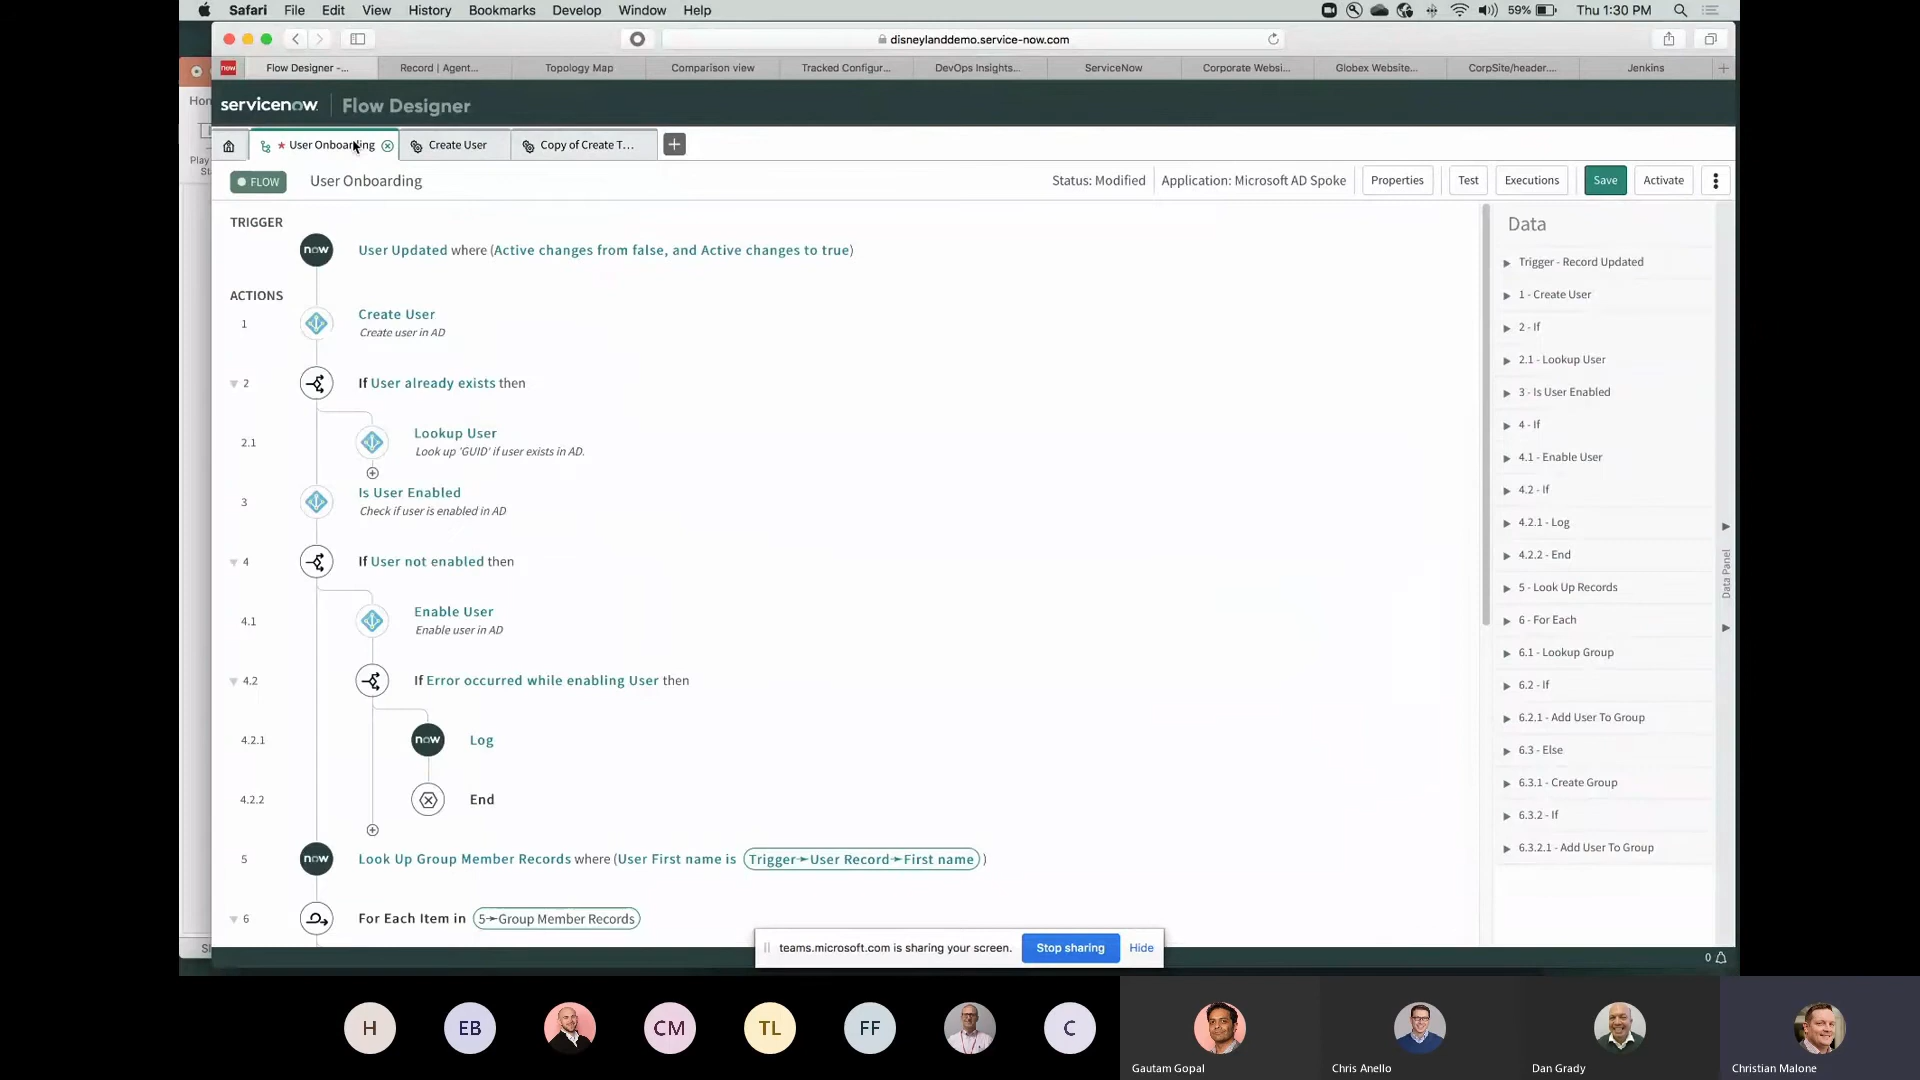 Safari File Edit View History Bookmarks Develop Window Help 59% Thu 1:30 PM
disneylanddemo.service-now.com
now Flow Designer -... Record | Agent... Topology Map Comparison view Tracked Configur... DevOps Insights... ServiceNow Corporate Websi... Globex Website... CorpSite/header.... Jenkins
servicenow Flow Designer
* User Onboarding Create User Copy of Create T...
FLOW User Onboarding Status: Modified Application: Microsoft AD Spoke Properties Test Executions Save Activate
TRIGGER
now User Updated where (Active changes from false, and Active changes to true)
ACTIONS
1 Create User
Create user in AD
2 If User already exists then
2.1 Lookup User
Look up 'GUID' if user exists in AD.
3 Is User Enabled
Check if user is enabled in AD
4 If User not enabled then
4.1 Enable User
Enable user in AD
4.2 If Error occurred while enabling User then
4.2.1 now Log
4.2.2 End
5 now Look Up Group Member Records where (User First name is Trigger➛User Record➛First name )
6 For Each Item in 5➛Group Member Records
Data
Trigger - Record Updated
1 - Create User
2 - If
2.1 - Lookup User
3 - Is User Enabled
4 - If
4.1 - Enable User
4.2 - If
4.2.1 - Log
4.2.2 - End
5 - Look Up Records
6 - For Each
6.1 - Lookup Group
6.2 - If
6.2.1 - Add User To Group
6.3 - Else
6.3.1 - Create Group
6.3.2 - If
6.3.2.1 - Add User To Group
Data Panel
teams.microsoft.com is sharing your screen. Stop sharing Hide
0
H EB CM TL FF C
Gautam Gopal Chris Anello Dan Grady Christian Malone